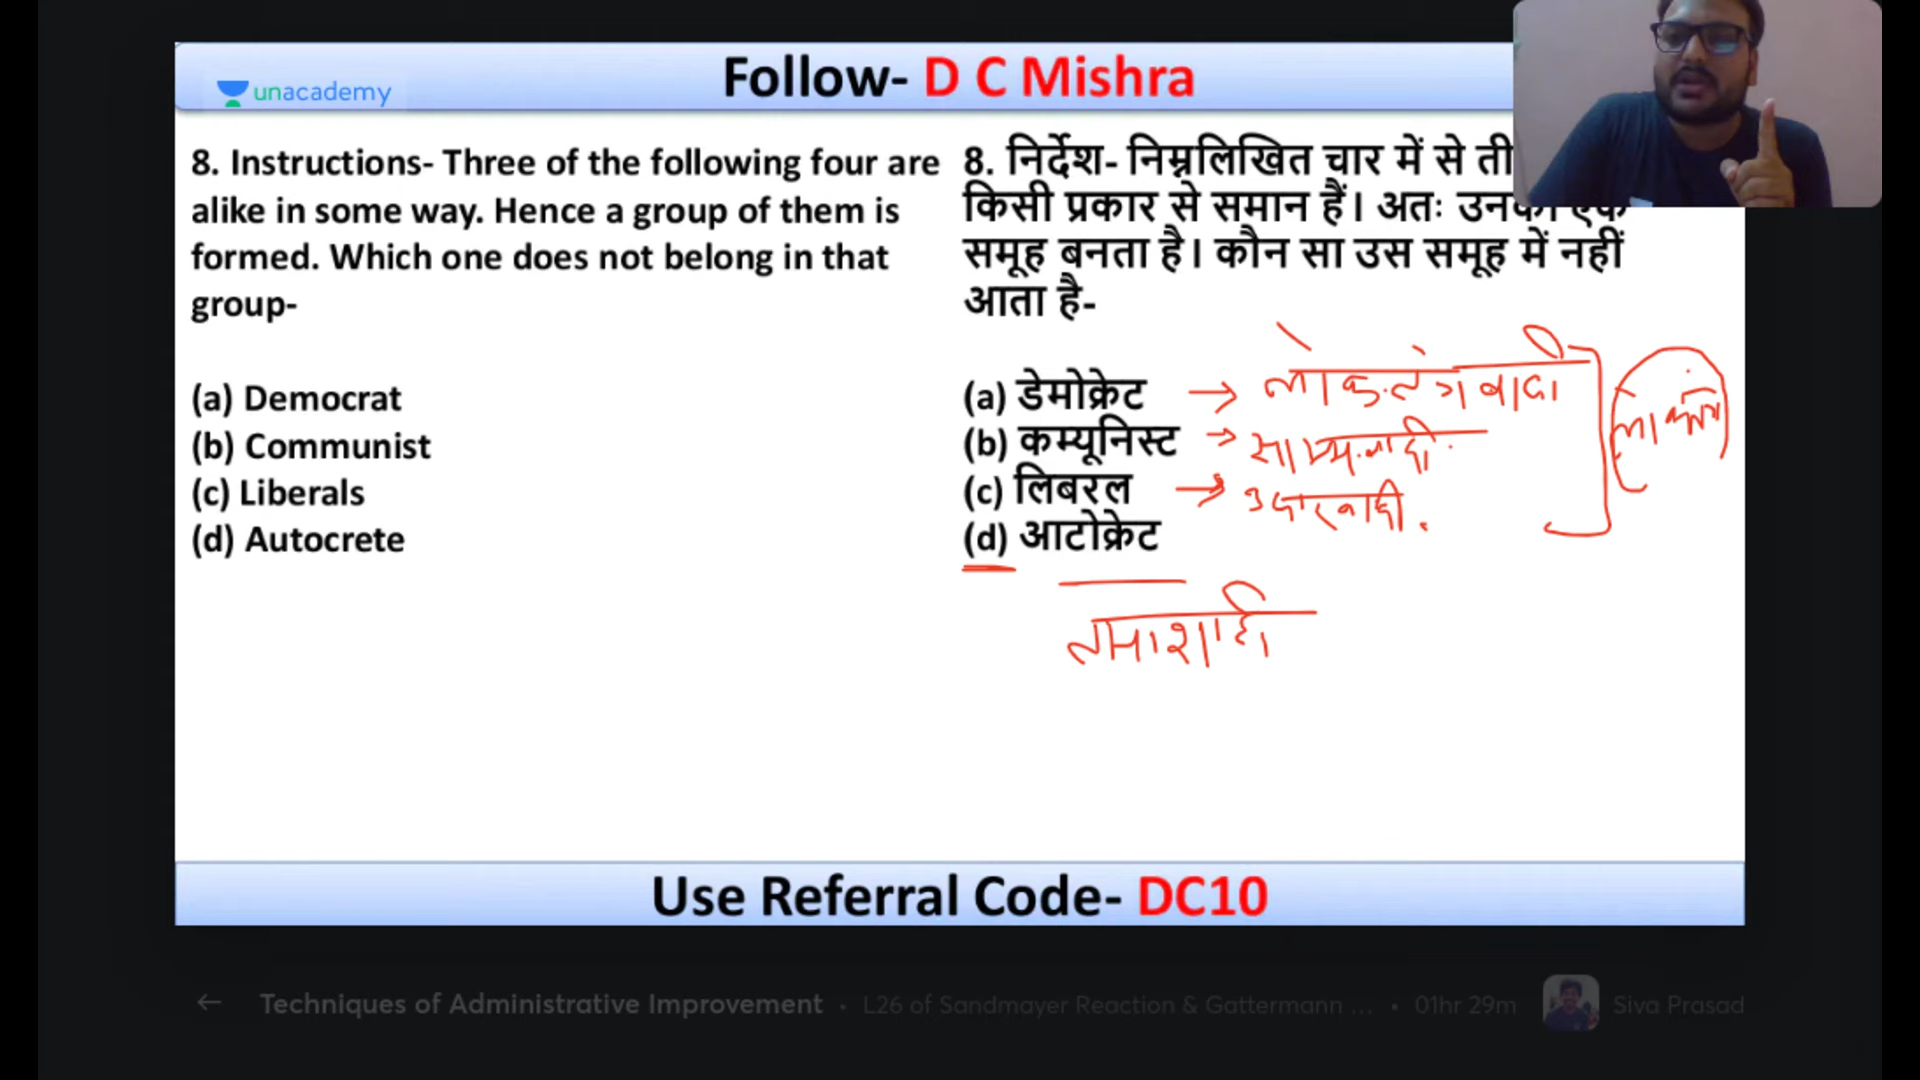 Follow- D C Mishra
unacademy
8. Instructions- Three of the following four are
alike in some way. Hence a group of them is
formed. Which one does not belong in that
group-
(a) Democrat
(b) Communist
(c) Liberals
(d) Autocrete
8. निर्देश- निम्नलिखित चार में से
किसी प्रकार से समान हैं। अतः उनका एक
समूह बनता है। कौन सा उस समूह में नहीं
आता है-
(a) डेमोक्रेट → लोकतंत्रवादी
(b) कम्यूनिस्ट → साम्यवादी
(c) लिबरल → उदारवादी
(d) आटोक्रेट
Use Referral Code- DC10
← Techniques of Administrative Improvement • L26 of Sandmayer Reaction & Gattermann ... • 01hr 29m Siva Prasad